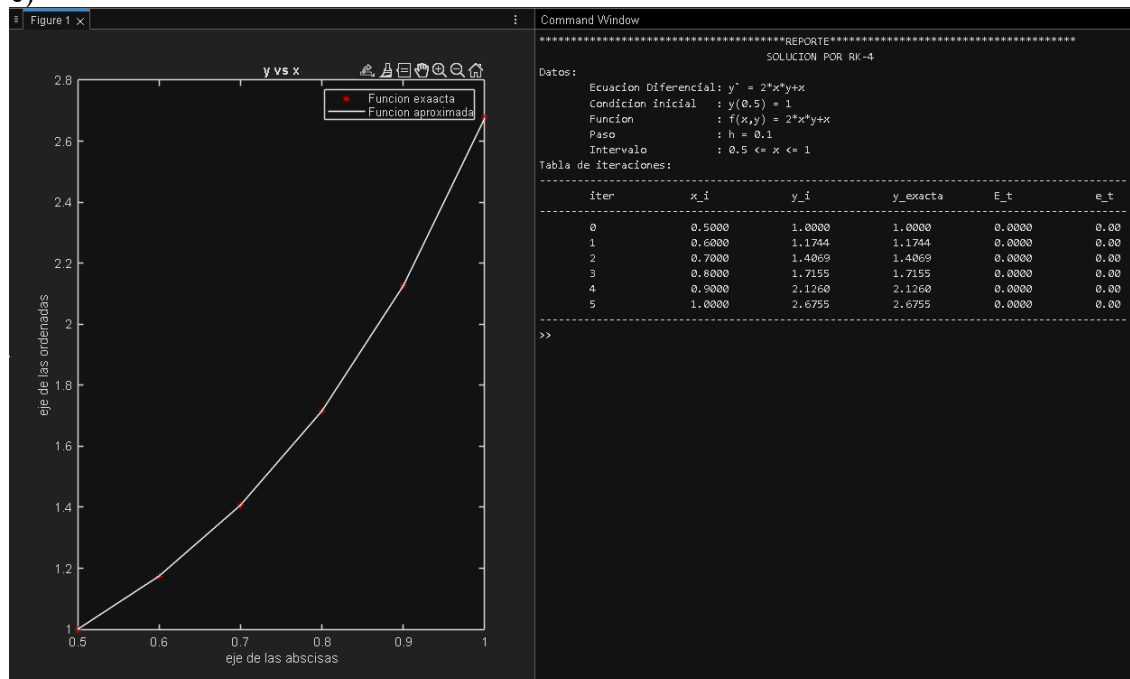 c)
Figure 1 ×
y vs x
Funcion exaacta
Funcion aproximada
2.8
2.6
2.4
2.2
2
1.8
1.6
1.4
1.2
1
eje de las ordenadas
0.5 0.6 0.7 0.8 0.9 1
eje de las abscisas
Command Window
***************************************REPORTE***************************************
SOLUCION POR RK-4
Datos:
Ecuacion Diferencial: y` = 2*x*y+x
Condicion inicial : y(0.5) = 1
Funcion : f(x,y) = 2*x*y+x
Paso : h = 0.1
Intervalo : 0.5 <= x <= 1
Tabla de iteraciones:
iter x_i y_i y_exacta E_t e_t
0 0.5000 1.0000 1.0000 0.0000 0.00
1 0.6000 1.1744 1.1744 0.0000 0.00
2 0.7000 1.4069 1.4069 0.0000 0.00
3 0.8000 1.7155 1.7155 0.0000 0.00
4 0.9000 2.1260 2.1260 0.0000 0.00
5 1.0000 2.6755 2.6755 0.0000 0.00
>>